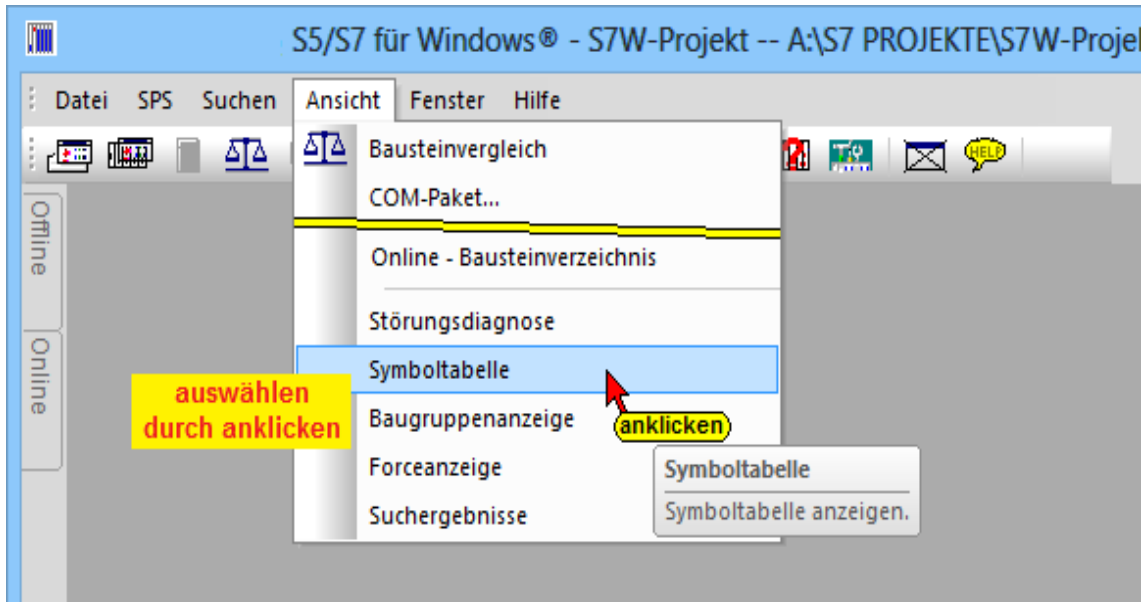 S5/S7 für Windows® - S7W-Projekt -- A:\S7 PROJEKTE\S7W-Projel
Datei SPS Suchen Ansicht Fenster Hilfe
HELP
Bausteinvergleich
COM-Paket...
Online - Bausteinverzeichnis
Störungsdiagnose
Symboltabelle
Baugruppenanzeige
Forceanzeige
Suchergebnisse
Offline
Online
auswählen
durch anklicken
anklicken
Symboltabelle
Symboltabelle anzeigen.